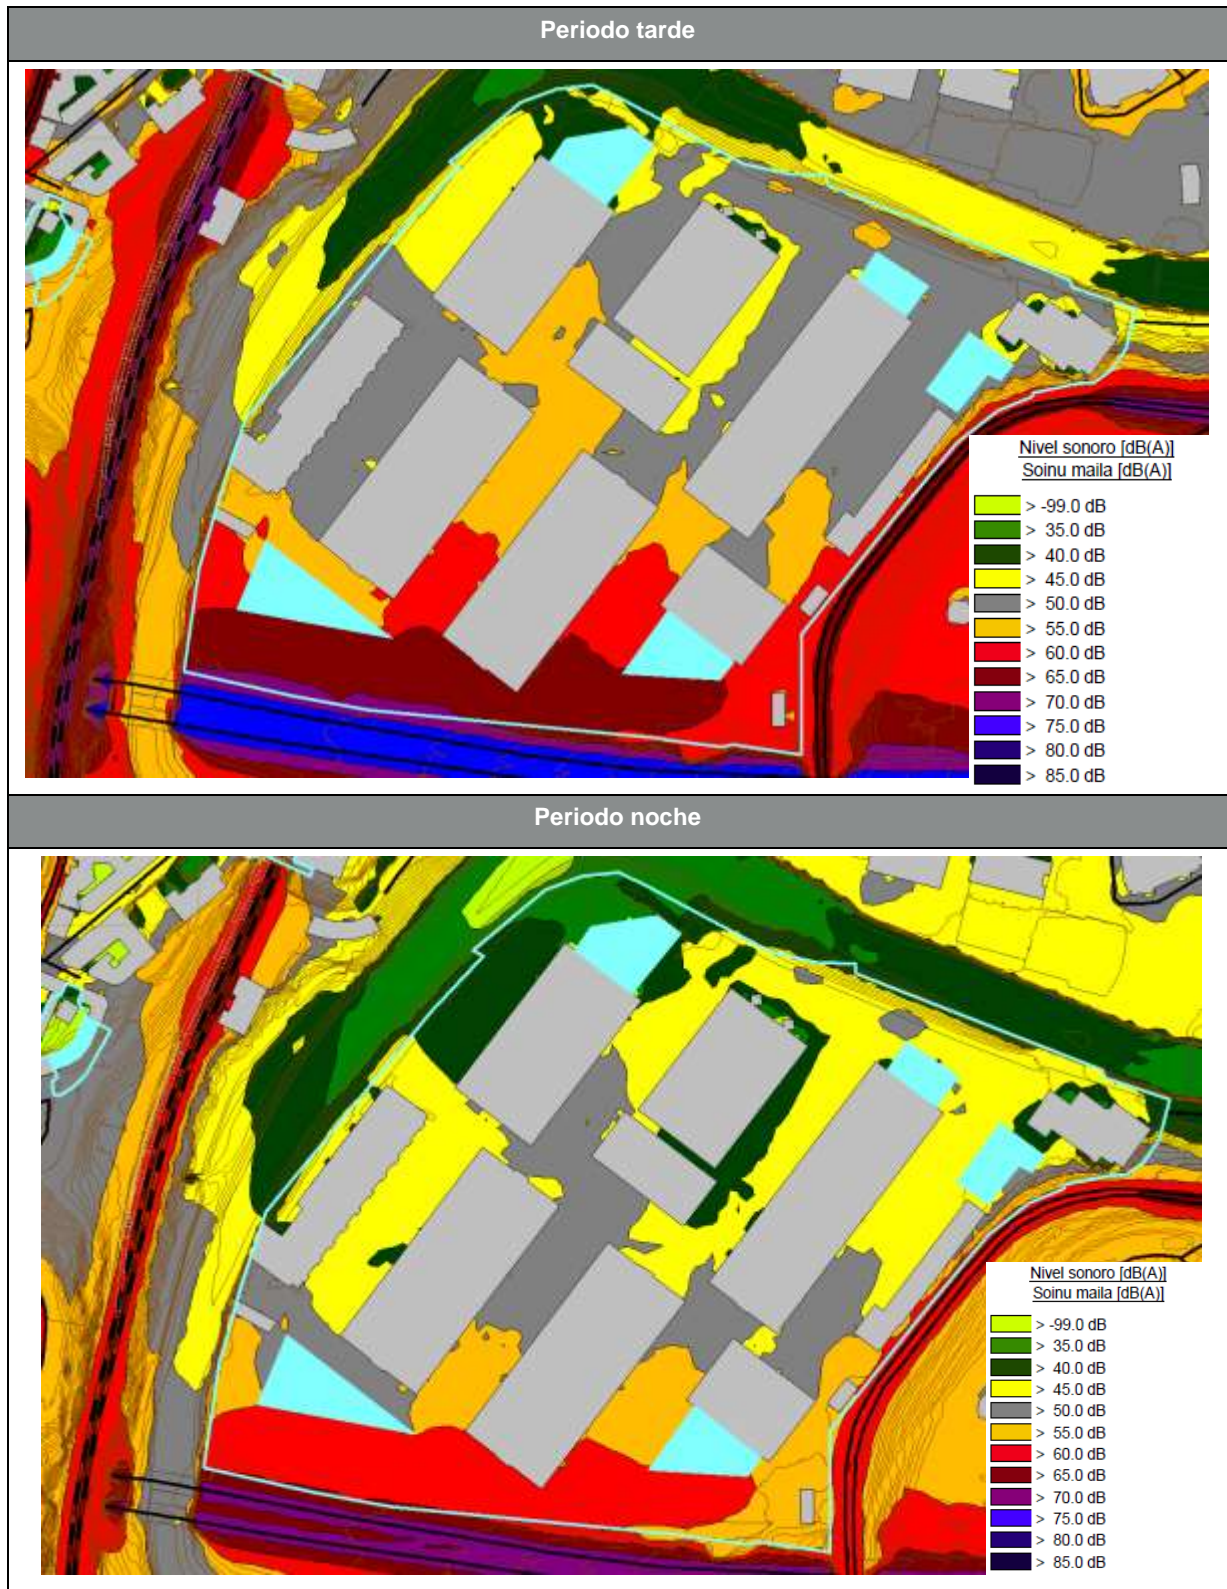 Periodo tarde
Nivel sonoro [dB(A)]
Soinu maila [dB(A)]
> -99.0 dB
> 35.0 dB
> 40.0 dB
> 45.0 dB
> 50.0 dB
> 55.0 dB
> 60.0 dB
> 65.0 dB
> 70.0 dB
> 75.0 dB
> 80.0 dB
> 85.0 dB
Periodo noche
Nivel sonoro [dB(A)]
Soinu maila [dB(A)]
> -99.0 dB
> 35.0 dB
> 40.0 dB
> 45.0 dB
> 50.0 dB
> 55.0 dB
> 60.0 dB
> 65.0 dB
> 70.0 dB
> 75.0 dB
> 80.0 dB
> 85.0 dB